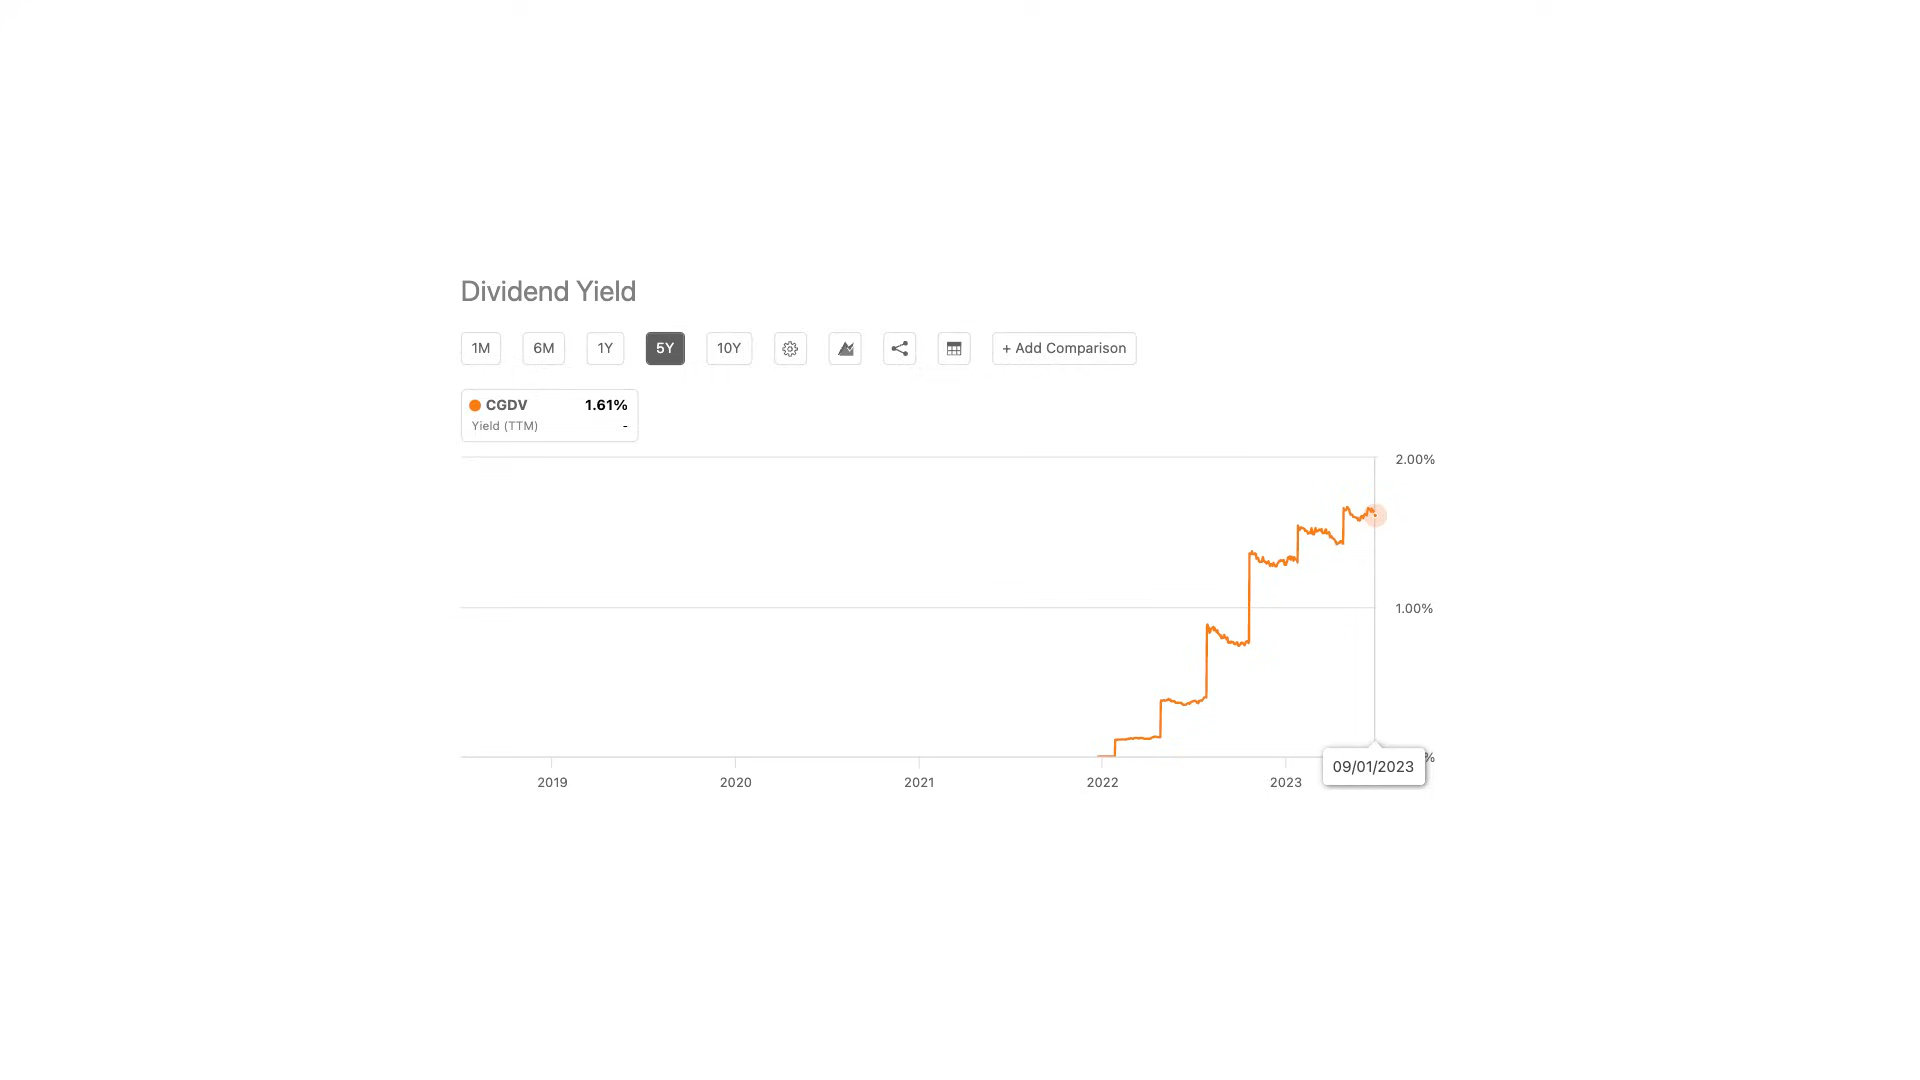 Dividend Yield
1M 6M 1Y 5Y 10Y + Add Comparison
CGDV 1.61%
Yield (TTM) -
2.00%
1.00%
%
09/01/2023
2019 2020 2021 2022 2023